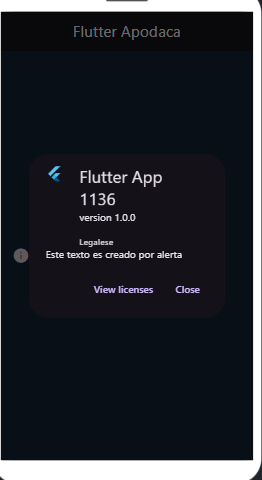 Flutter Apodaca
Flutter App
1136
version 1.0.0
Legalese
Este texto es creado por alerta
View licenses Close